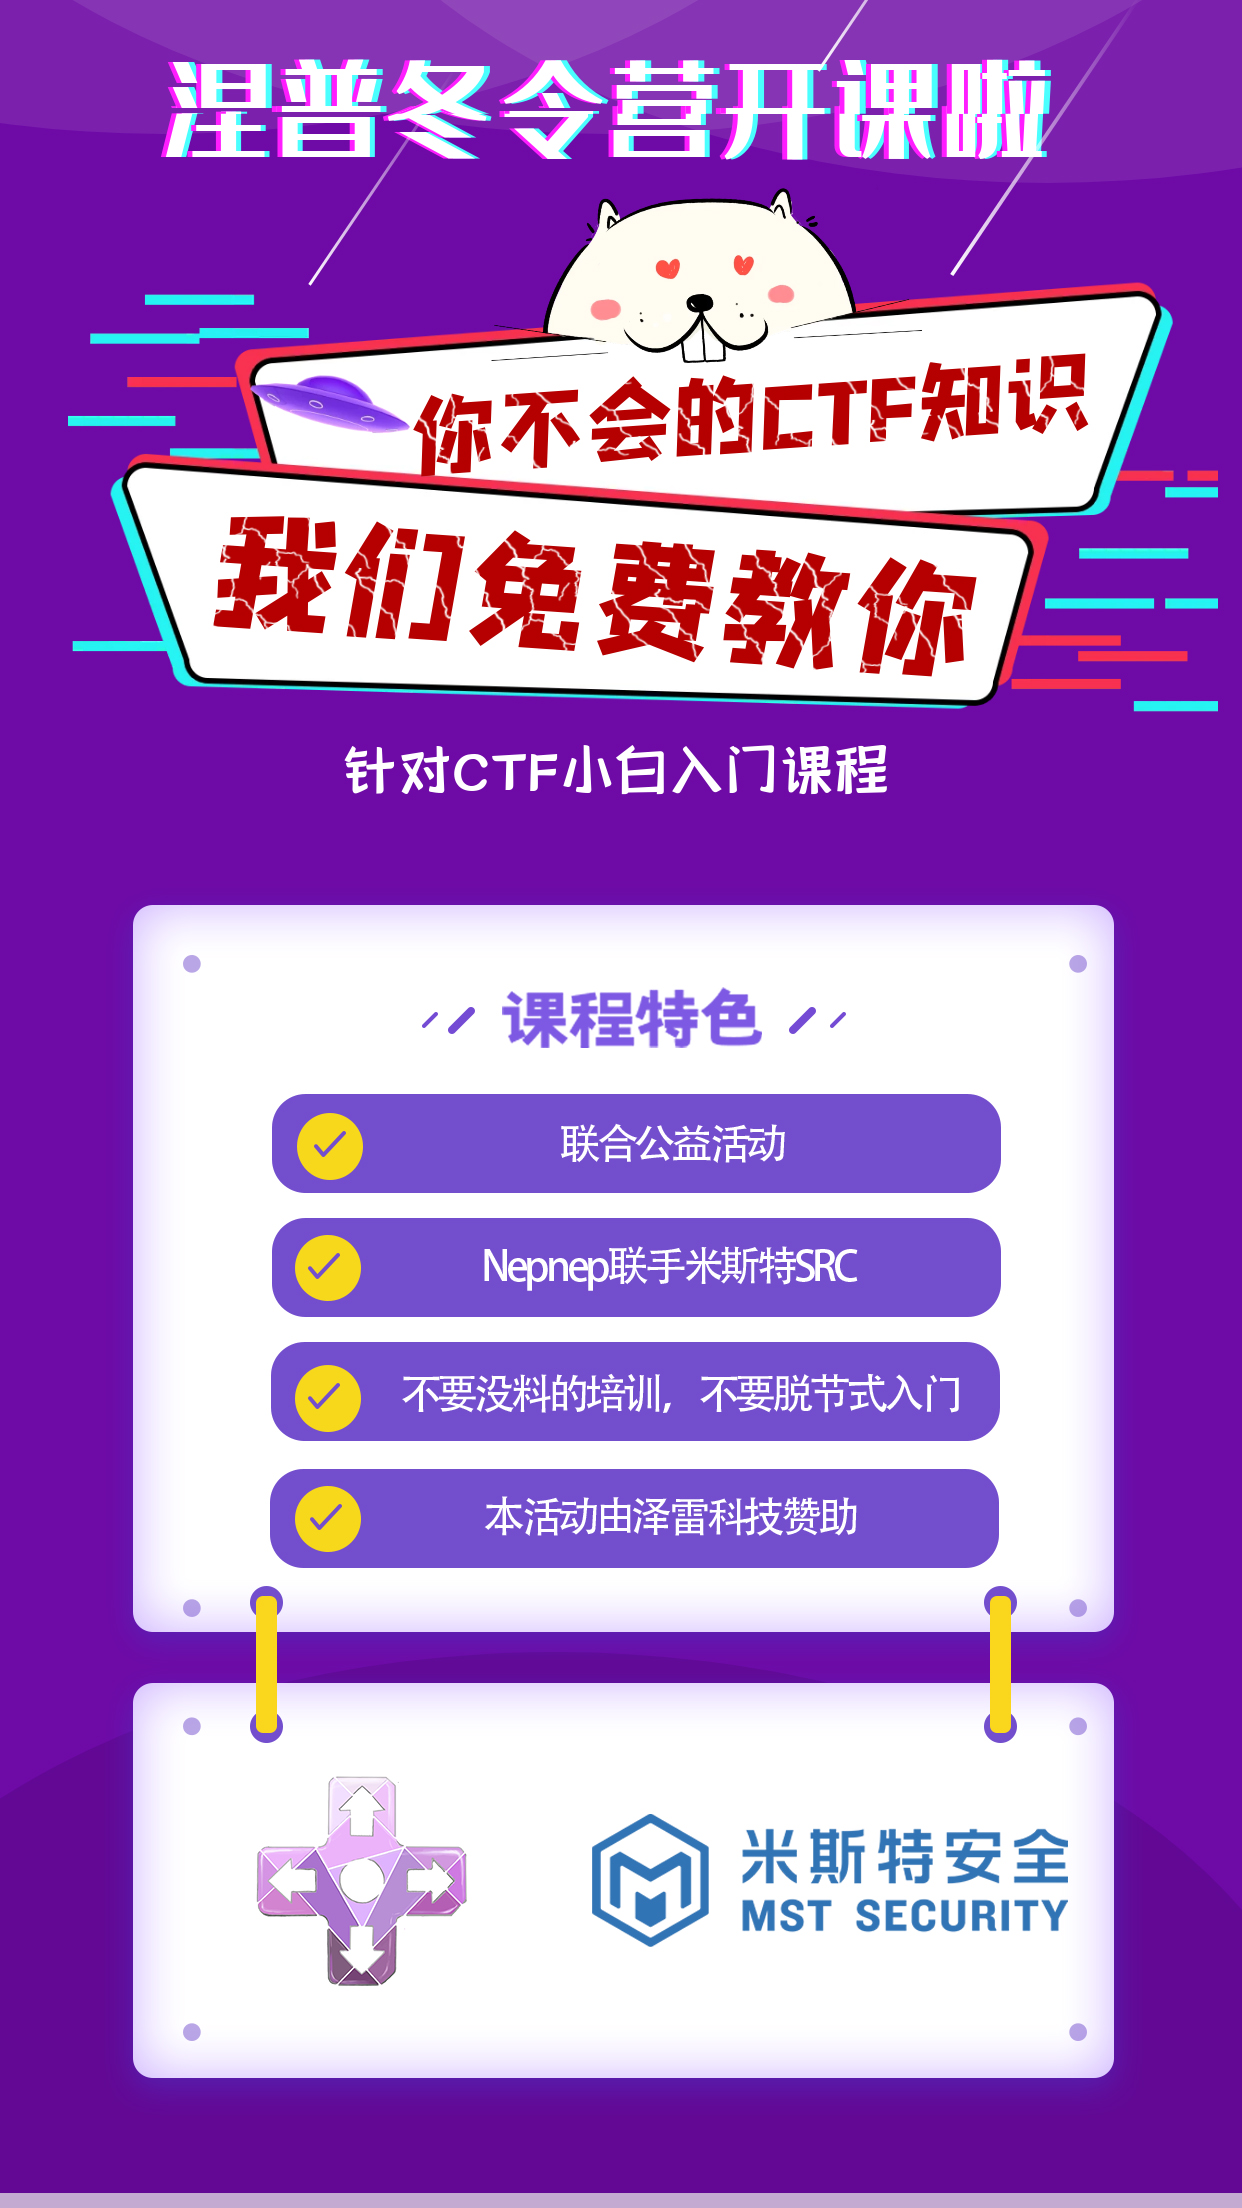 涅普冬令营开课啦
你不会的CTF知识
我们免费教你
针对CTF小白入门课程
课程特色
联合公益活动
Nepnep联手米斯特SRC
不要没料的培训，不要脱节式入门
本活动由泽雷科技赞助
米斯特安全
MST SECURITY